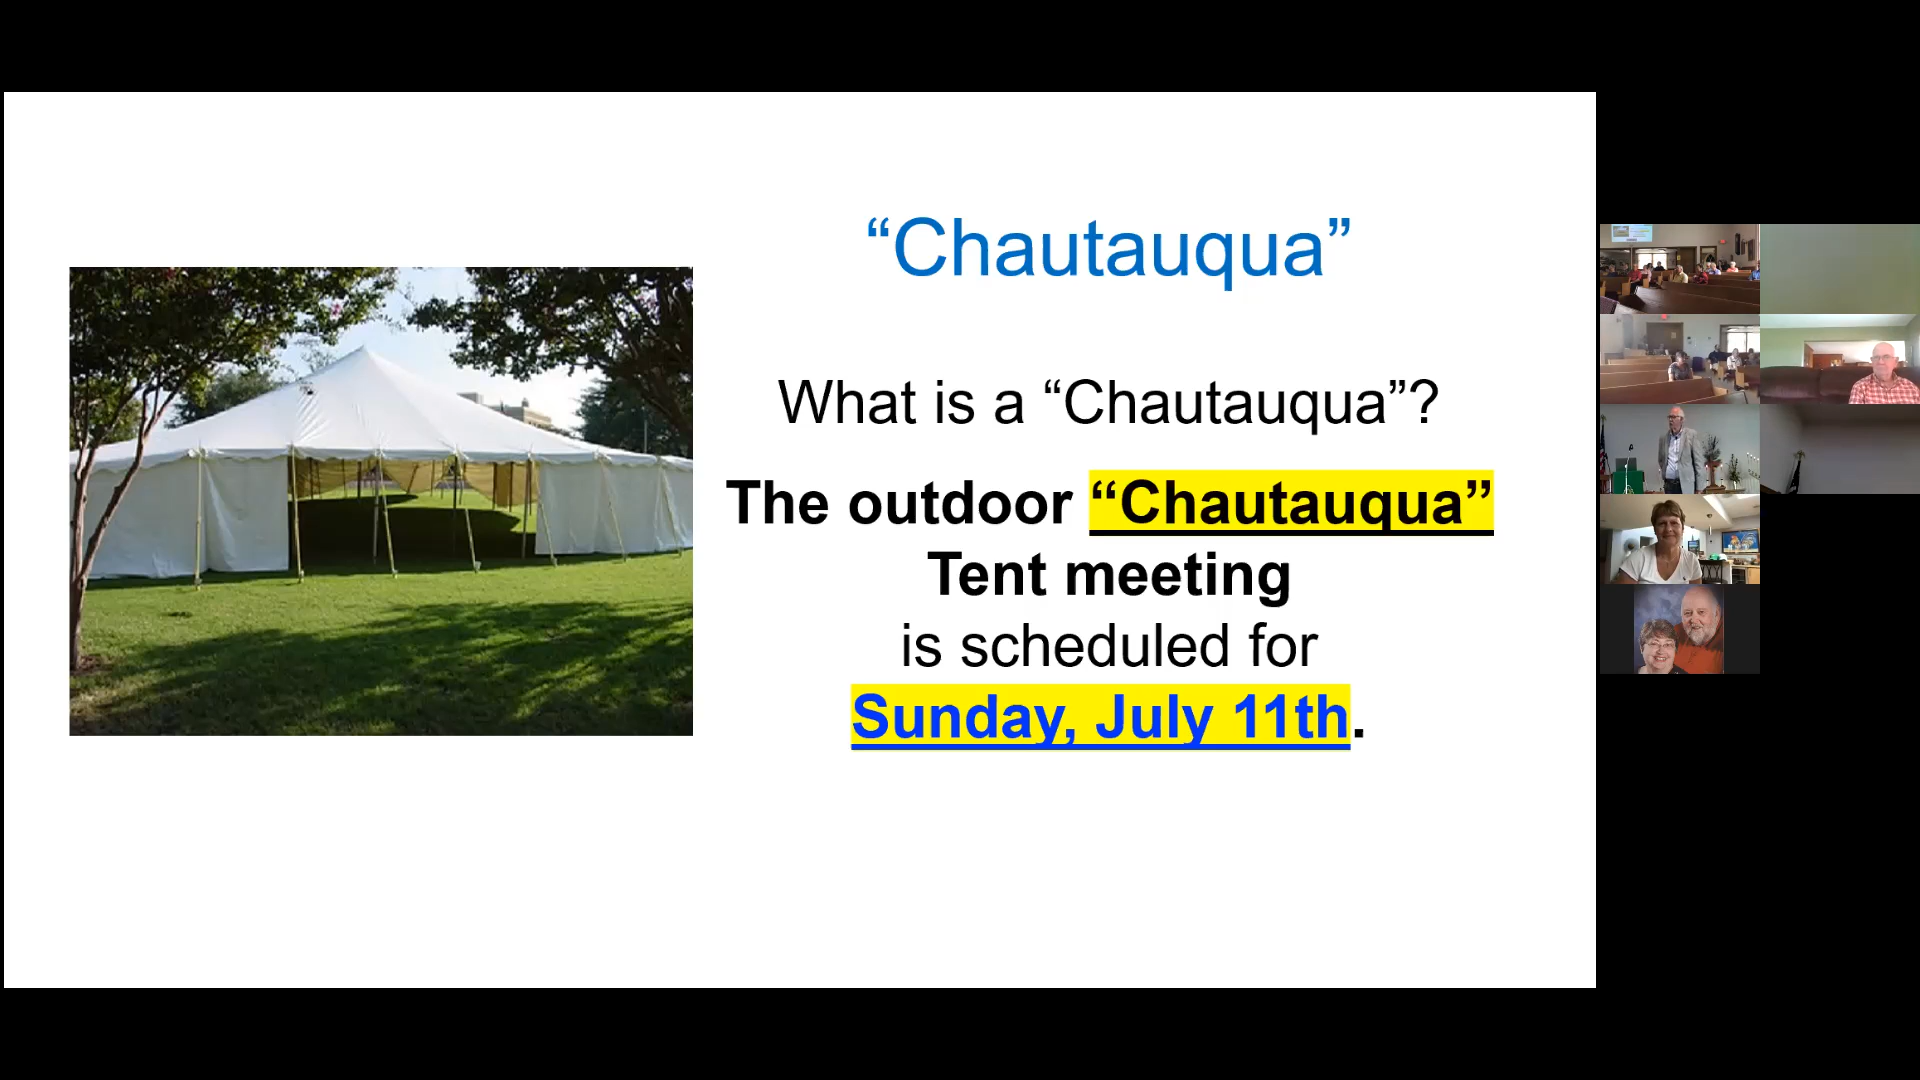 “Chautauqua”
What is a “Chautauqua”?
The outdoor “Chautauqua”
Tent meeting
is scheduled for
Sunday, July 11th.